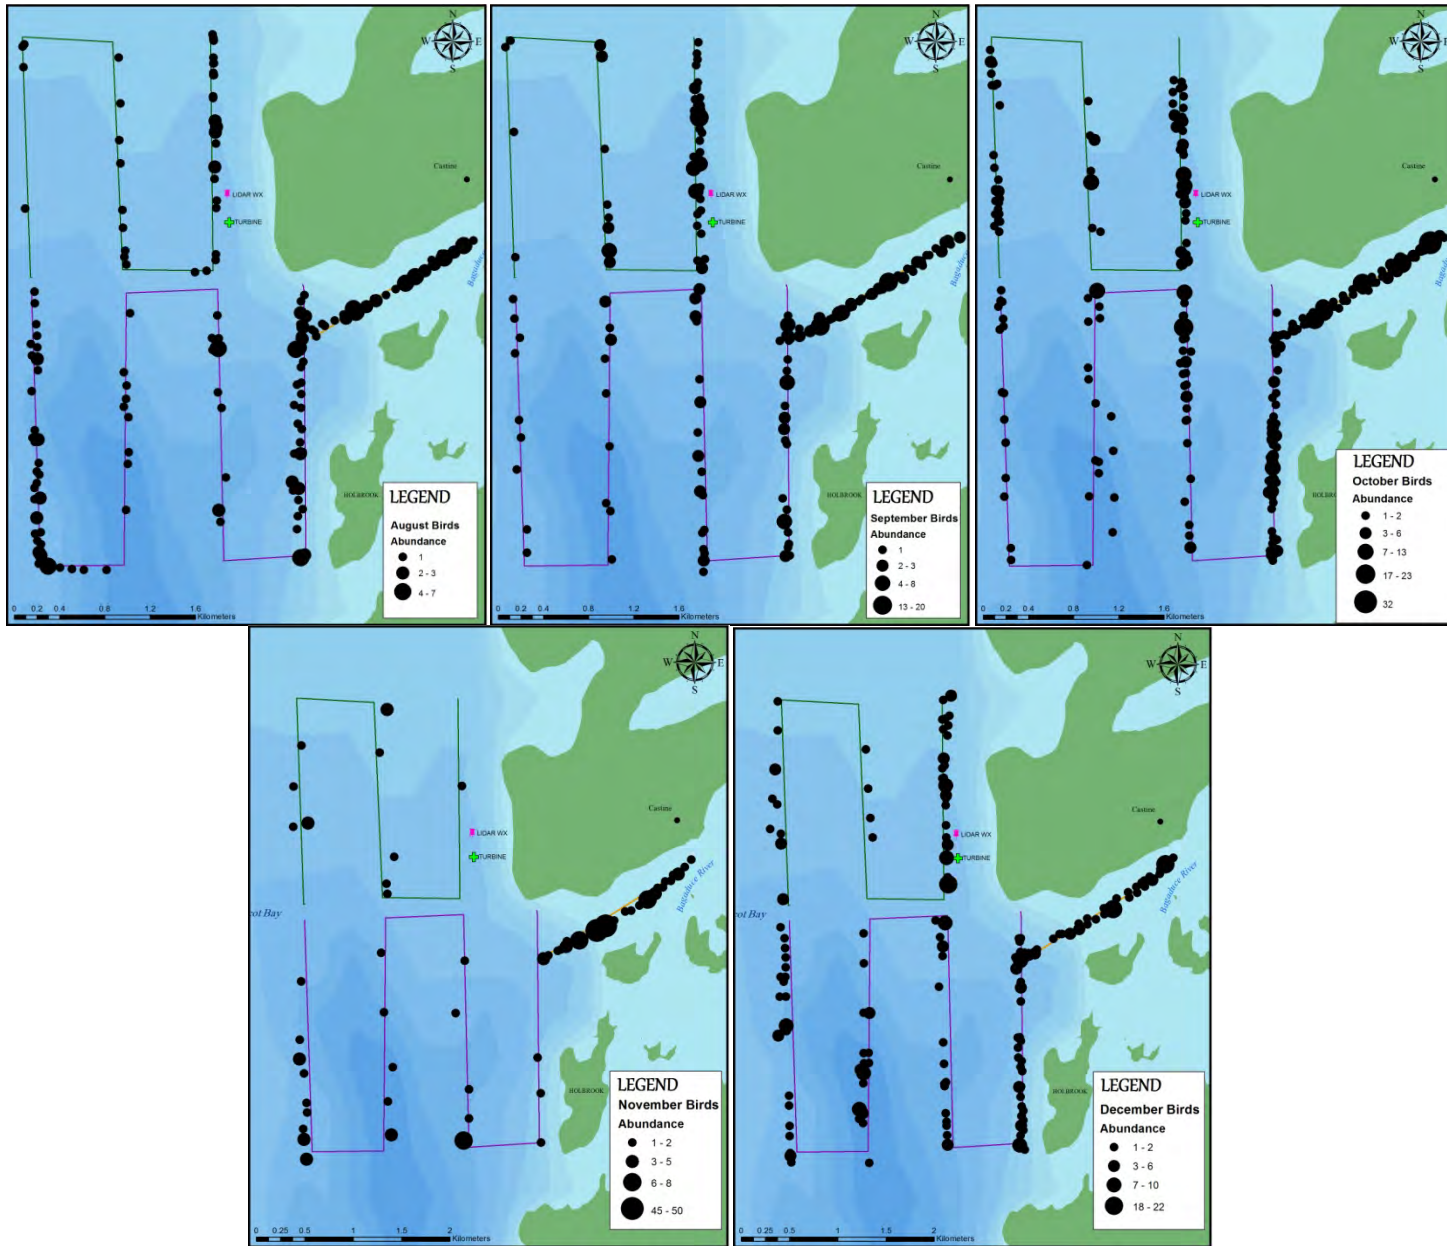 N
W E
S
Castine
LIDAR WX
TURBINE
Bagaduce
HOLBROOK
LEGEND
August Birds
Abundance
1
2 - 3
4 - 7
0 0.2 0.4 0.8 1.2 1.6
Kilometers
N
W E
S
Castine
LIDAR WX
TURBINE
Bagaduce
HOLBROOK
LEGEND
September Birds
Abundance
1
2 - 3
4 - 8
13 - 20
0 0.2 0.4 0.8 1.2 1.6
Kilometers
N
W E
S
Castine
LIDAR WX
TURBINE
Bagaduce
LEGEND
October Birds
Abundance
1 - 2
3 - 6
7 - 13
17 - 23
32
0 0.2 0.4 0.8 1.2 1.6
Kilometers
N
W E
S
Castine
LIDAR WX
TURBINE
Bagaduce River
cot Bay
HOLBROOK
LEGEND
November Birds
Abundance
1 - 2
3 - 5
6 - 8
45 - 50
0 0.25 0.5 1 1.5 2
Kilometers
N
W E
S
Castine
LIDAR WX
TURBINE
Bagaduce River
cot Bay
HOLBROOK
LEGEND
December Birds
Abundance
1 - 2
3 - 6
7 - 10
18 - 22
0 0.25 0.5 1 1.5 2
Kilometers